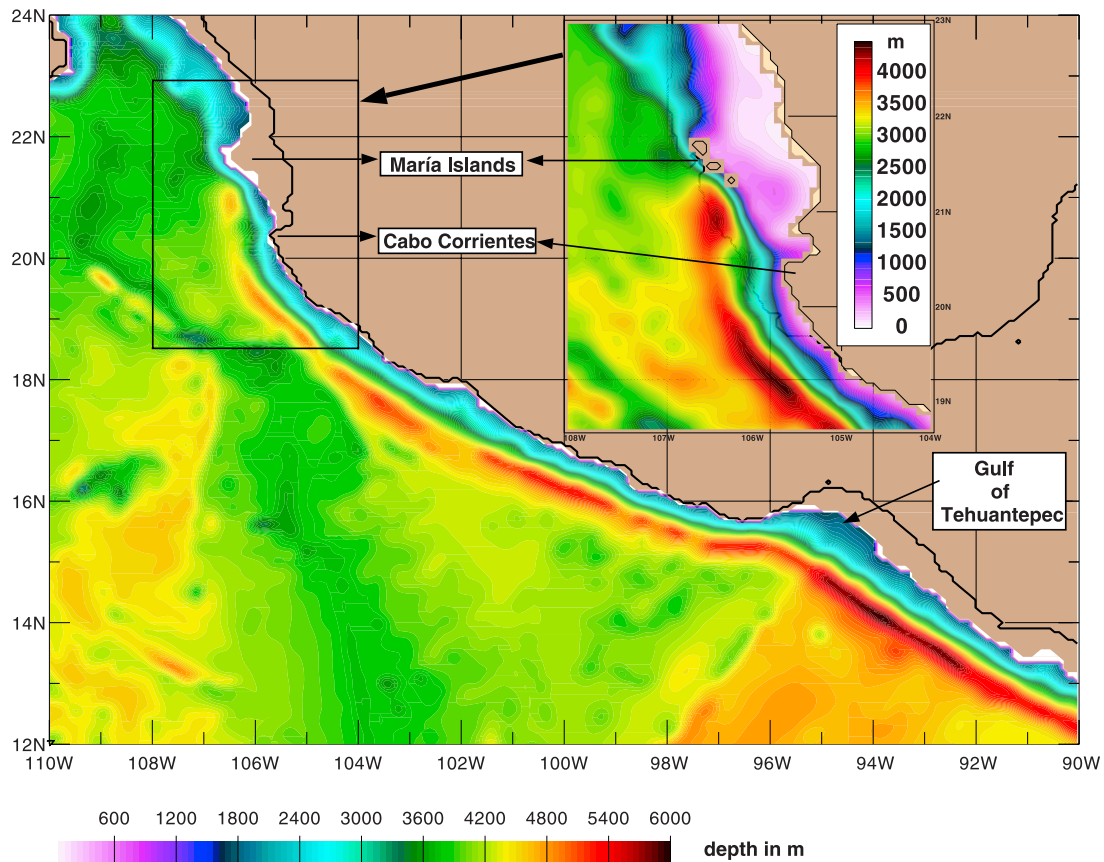 24N
22N
20N
18N
16N
14N
12N
110W 108W 106W 104W 102W 100W 98W 96W 94W 92W 90W
María Islands
Cabo Corrientes
Gulf
of
Tehuantepec
m
4000
3500
3000
2500
2000
1500
1000
500
0
23N
22N
21N
20N
19N
108W 107W 106W 105W 104W
600 1200 1800 2400 3000 3600 4200 4800 5400 6000 depth in m